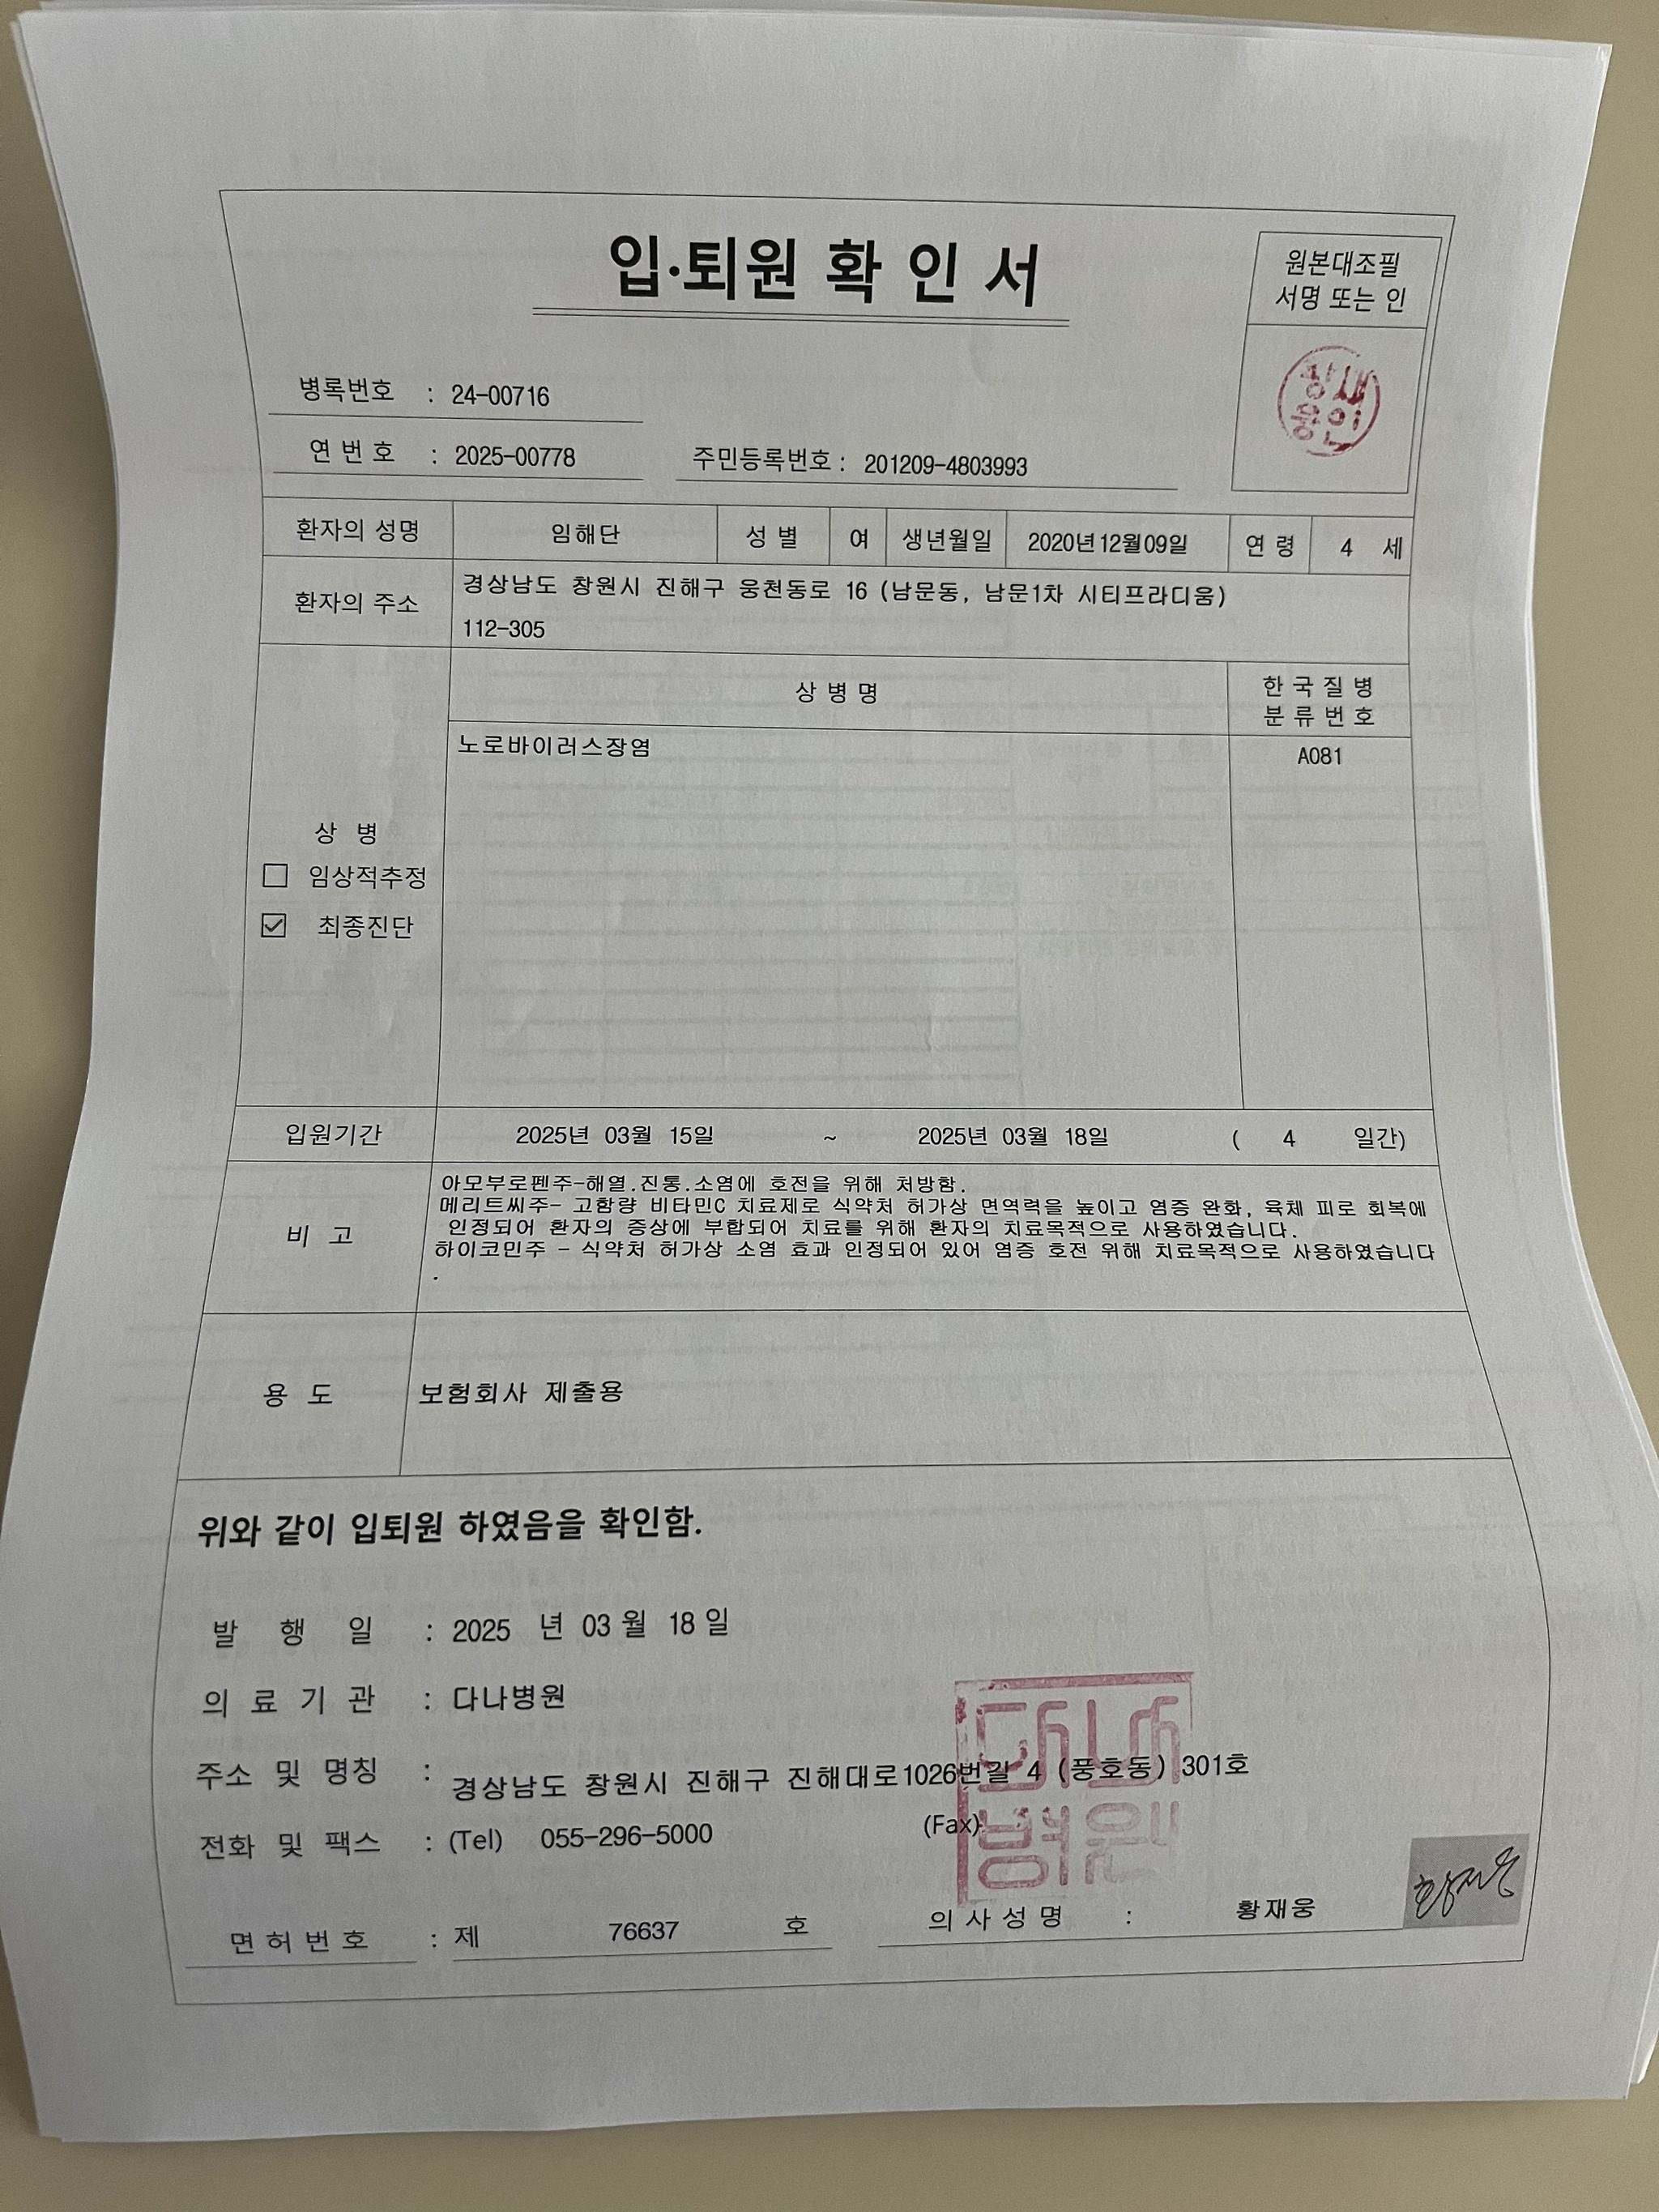 입·퇴원 확 인 서
원본대조필
서명 또는 인
병록번호 : 24-00716
연 번 호 : 2025-00778 주민등록번호 : 201209-4803993
환자의 성명 임해단 성 별 여 생년월일 2020년12월09일 연 령 4 세
환자의 주소 경상남도 창원시 진해구 웅천동로 16 (남문동, 남문1차 시티프라디움)
112-305
상 병 명 한 국 질 병
분 류 번 호
노로바이러스장염 A081
상 병
☐ 임상적추정
☑ 최종진단
입원기간 2025년 03월 15일 ~ 2025년 03월 18일 ( 4 일간)
비 고
아모부로펜주-해열.진통.소염에 호전을 위해 처방함.
메리트씨주- 고함량 비타민C 치료제로 식약처 허가상 면역력을 높이고 염증 완화, 육체 피로 회복에
인정되어 환자의 증상에 부합되어 치료를 위해 환자의 치료목적으로 사용하였습니다.
하이코민주 - 식약처 허가상 소염 효과 인정되어 있어 염증 호전 위해 치료목적으로 사용하였습니다
.
용 도 보험회사 제출용
위와 같이 입퇴원 하였음을 확인함.
발 행 일 : 2025 년 03 월 18 일
의 료 기 관 : 다나병원
주소 및 명칭 : 경상남도 창원시 진해구 진해대로1026번길 4 (풍호동) 301호
전화 및 팩스 : (Tel) 055-296-5000 (Fax)
다나
병원
면 허 번 호 : 제 76637 호 의 사 성 명 : 황재웅